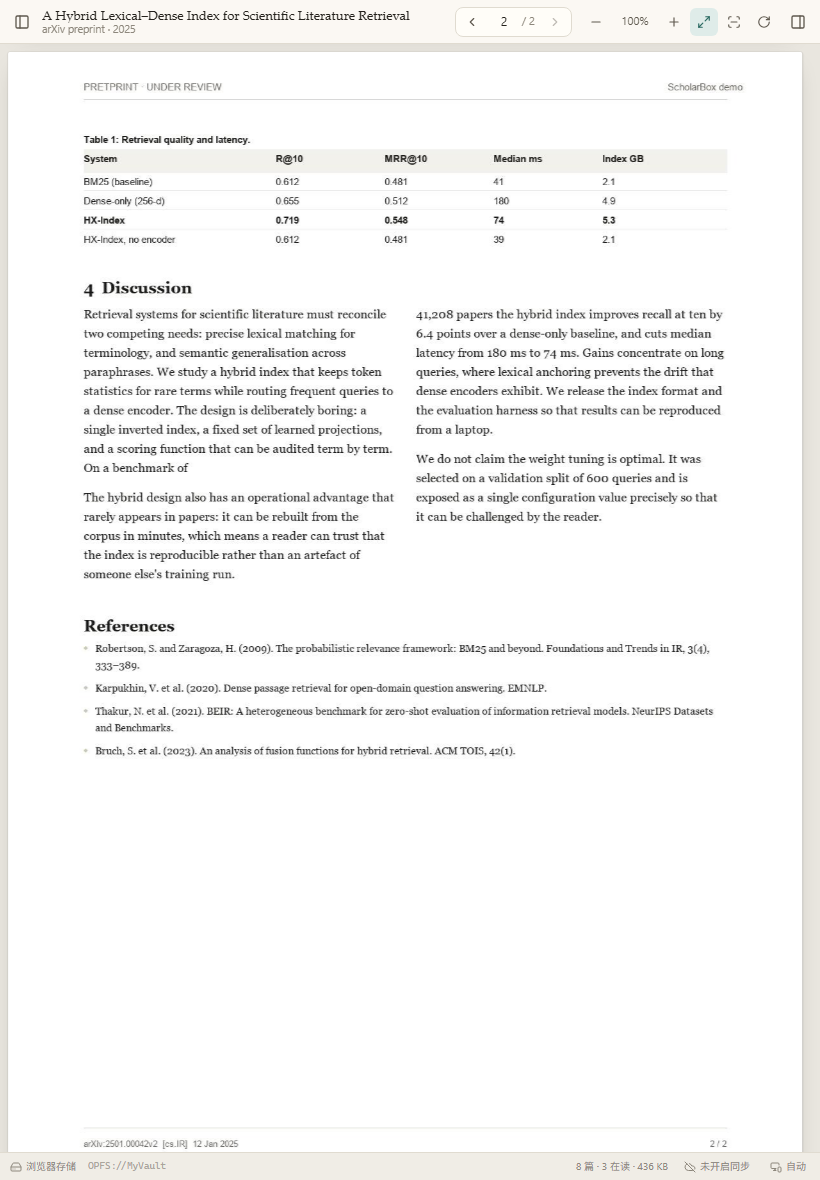 A Hybrid Lexical–Dense Index for Scientific Literature Retrieval
arXiv preprint · 2025
2 / 2
100%
PRETPRINT · UNDER REVIEW
ScholarBox demo
Table 1: Retrieval quality and latency.
System R@10 MRR@10 Median ms Index GB
BM25 (baseline) 0.612 0.481 41 2.1
Dense-only (256-d) 0.655 0.512 180 4.9
HX-Index 0.719 0.548 74 5.3
HX-Index, no encoder 0.612 0.481 39 2.1
4 Discussion
Retrieval systems for scientific literature must reconcile
two competing needs: precise lexical matching for
terminology, and semantic generalisation across
paraphrases. We study a hybrid index that keeps token
statistics for rare terms while routing frequent queries to
a dense encoder. The design is deliberately boring: a
single inverted index, a fixed set of learned projections,
and a scoring function that can be audited term by term.
On a benchmark of
The hybrid design also has an operational advantage that
rarely appears in papers: it can be rebuilt from the
corpus in minutes, which means a reader can trust that
the index is reproducible rather than an artefact of
someone else's training run.
41,208 papers the hybrid index improves recall at ten by
6.4 points over a dense-only baseline, and cuts median
latency from 180 ms to 74 ms. Gains concentrate on long
queries, where lexical anchoring prevents the drift that
dense encoders exhibit. We release the index format and
the evaluation harness so that results can be reproduced
from a laptop.
We do not claim the weight tuning is optimal. It was
selected on a validation split of 600 queries and is
exposed as a single configuration value precisely so that
it can be challenged by the reader.
References
Robertson, S. and Zaragoza, H. (2009). The probabilistic relevance framework: BM25 and beyond. Foundations and Trends in IR, 3(4),
333–389.
Karpukhin, V. et al. (2020). Dense passage retrieval for open-domain question answering. EMNLP.
Thakur, N. et al. (2021). BEIR: A heterogeneous benchmark for zero-shot evaluation of information retrieval models. NeurIPS Datasets
and Benchmarks.
Bruch, S. et al. (2023). An analysis of fusion functions for hybrid retrieval. ACM TOIS, 42(1).
arXiv:2501.00042v2 [cs.IR] 12 Jan 2025
2 / 2
浏览器存储 OPFS://MyVault
8 篇 · 3 在读 · 436 KB 未开启同步 自动